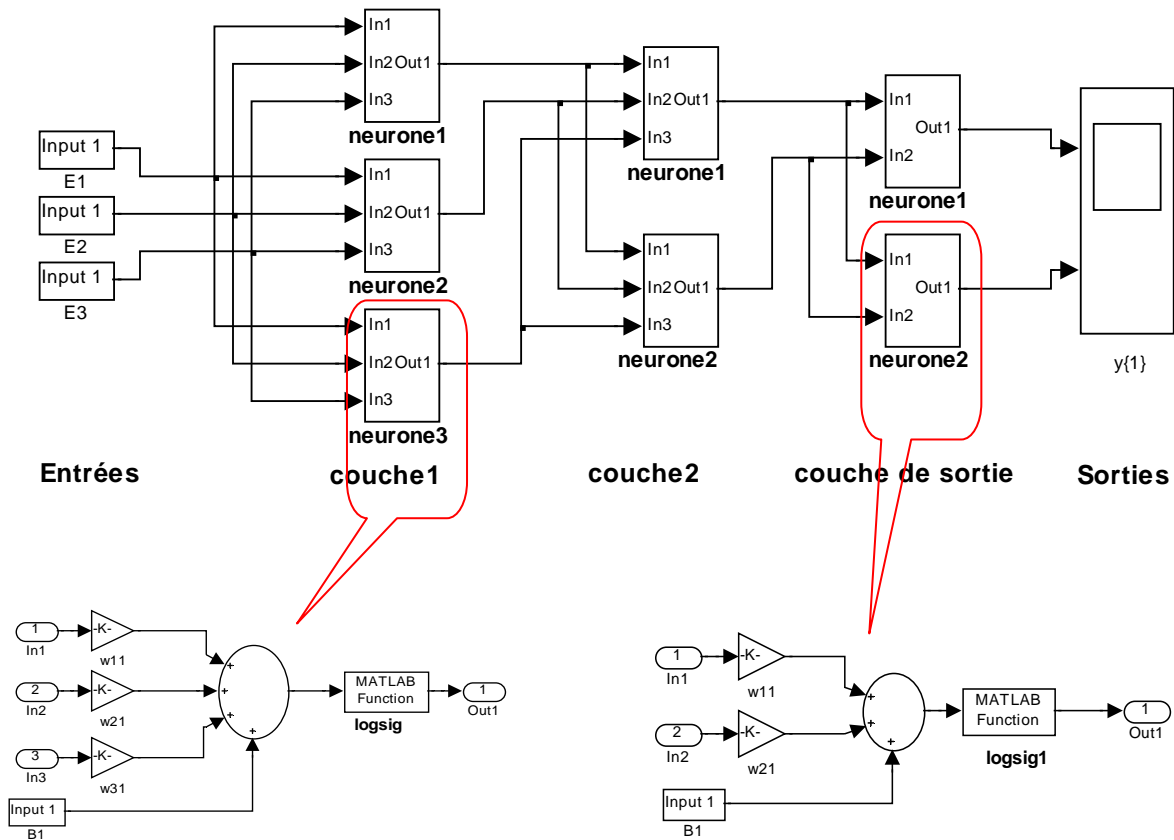 In1
In2 Out1
In3
neurone1
In1
In2 Out1
In3
neurone1
In1
Out1
In2
neurone1
Input 1
E1
Input 1
E2
Input 1
E3
In1
In2 Out1
In3
neurone2
In1
In2 Out1
In3
neurone2
In1
Out1
In2
neurone2
y{1}
In1
In2 Out1
In3
neurone3
Entrées
couche1
couche2
couche de sortie
Sorties
1
In1
-K-
w11
2
In2
-K-
w21
3
In3
-K-
w31
Input 1
B1
+
+
+
+
MATLAB
Function
logsig
1
Out1
1
In1
-K-
w11
2
In2
-K-
w21
Input 1
B1
+
+
+
MATLAB
Function
logsig1
1
Out1